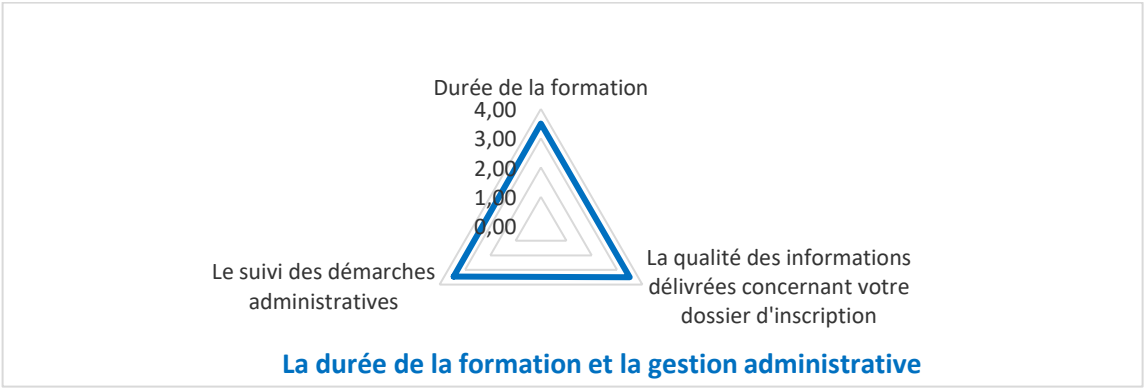 Durée de la formation
4,00
3,00
2,00
1,00
0,00
Le suivi des démarches
administratives
La qualité des informations
délivrées concernant votre
dossier d'inscription
La durée de la formation et la gestion administrative